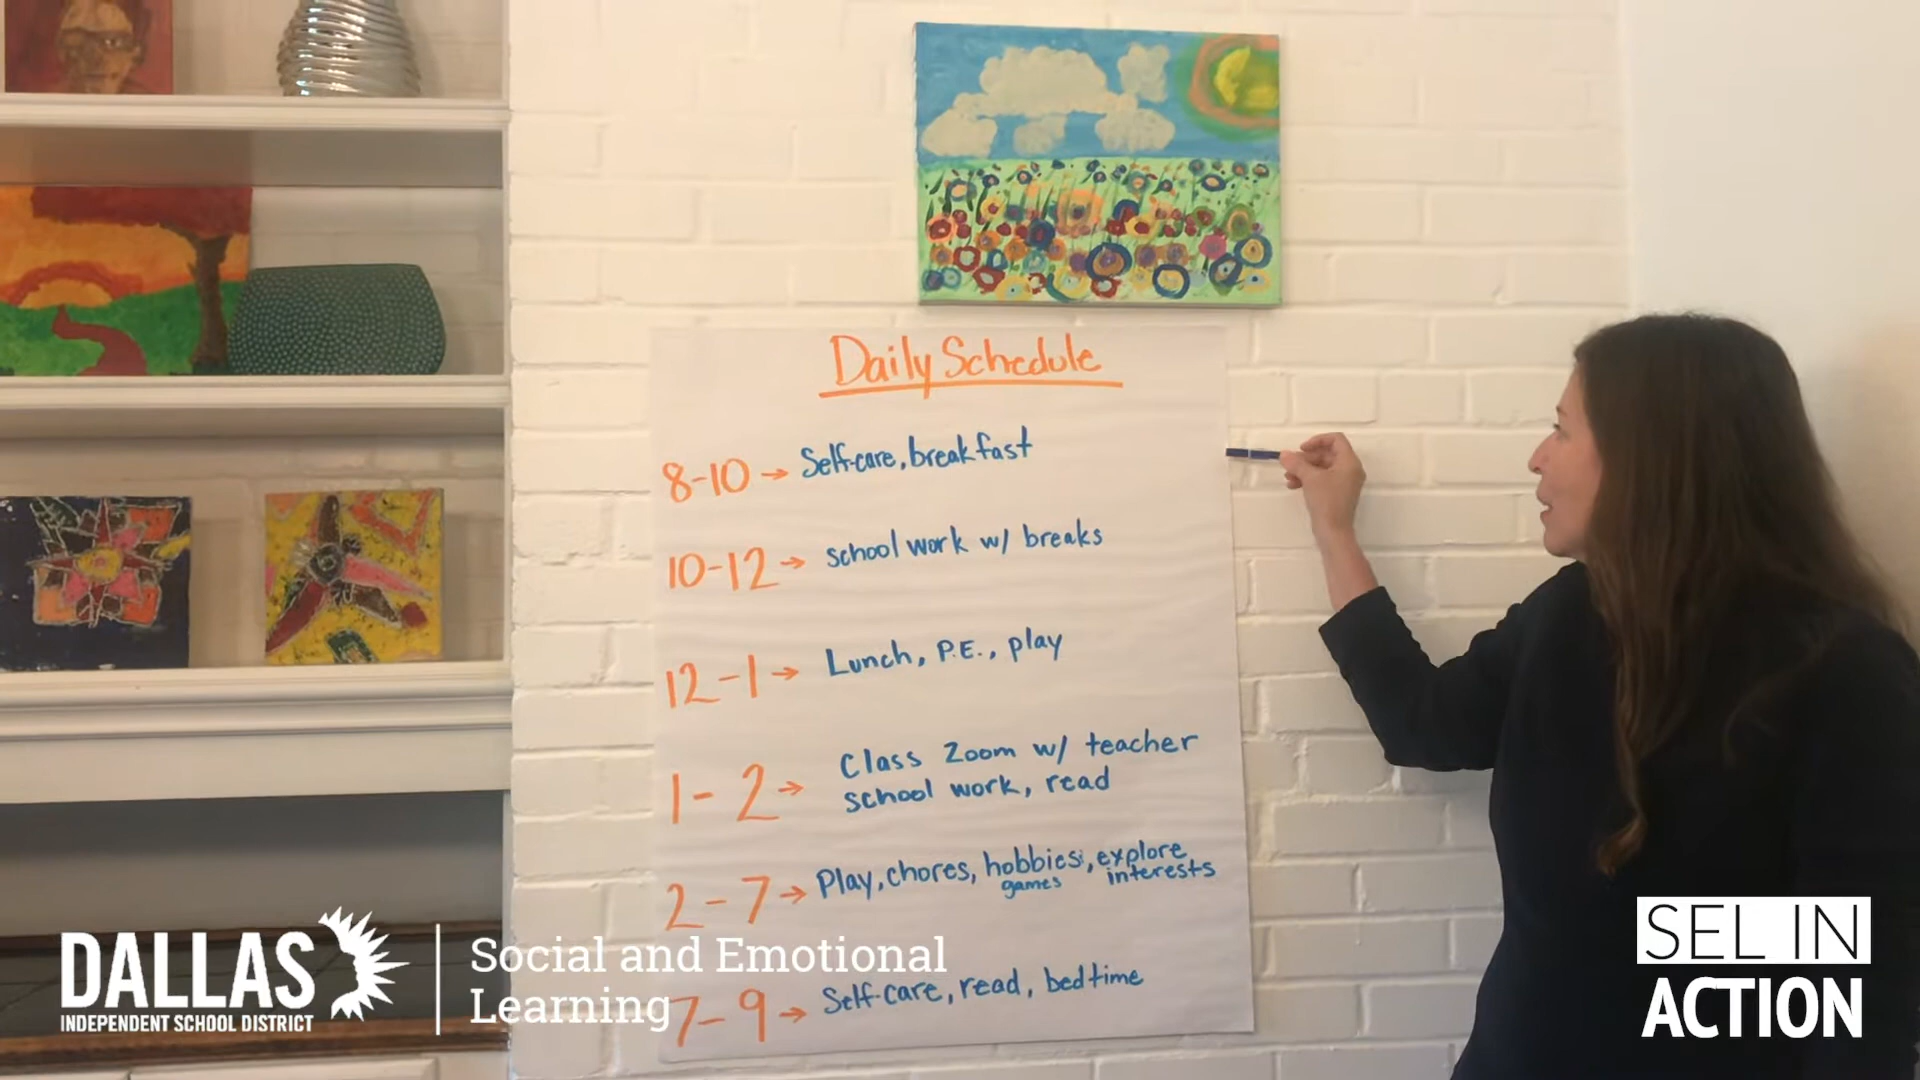 Daily Schedule
8-10 → Self-care, breakfast
10-12 → school work w/ breaks
12-1 → Lunch, P.E., play
1-2 → Class Zoom w/ teacher
school work, read
2-7 → Play, chores, hobbies, explore
games interests
7-9 → Self-care, read, bedtime
DALLAS
INDEPENDENT SCHOOL DISTRICT
Social and Emotional
Learning
SEL IN
ACTION